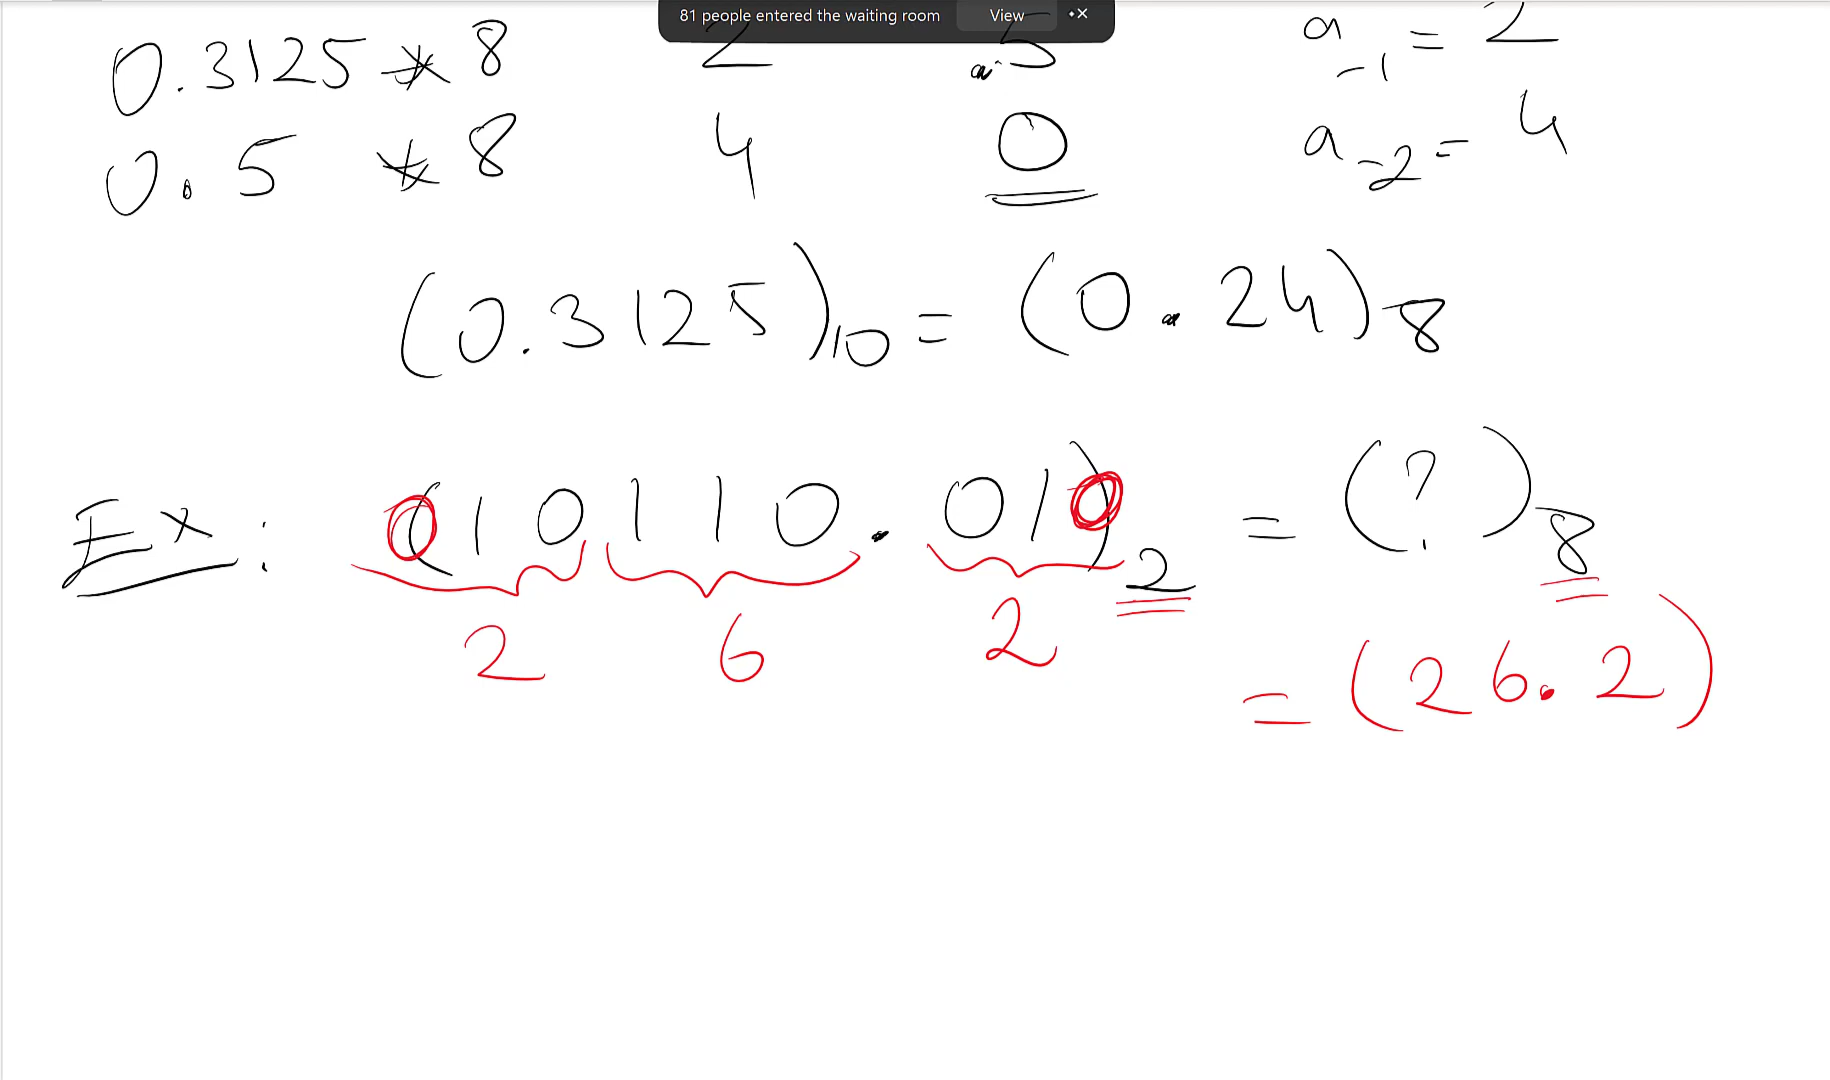 81 people entered the waiting room View
0.3125 * 8 2 5 a-1 = 2
0.5 * 8 4 0 a-2 = 4
(0.3125)10 = (0.24)8
Ex: (010110.010)2 = (?)8
2 6 2
= (26.2)